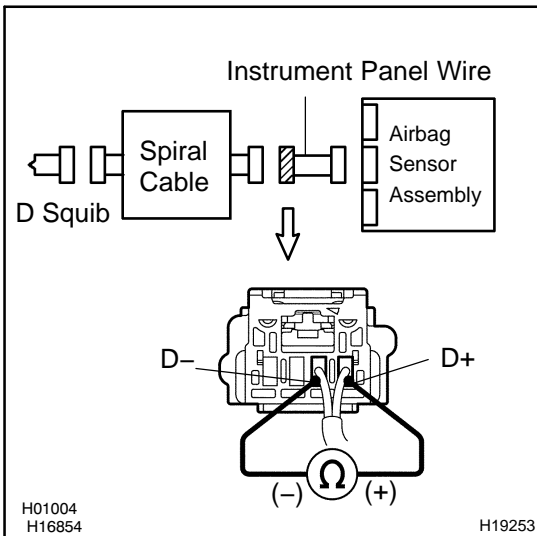 Instrument Panel Wire
Spiral
Cable
Airbag
Sensor
Assembly
D Squib
D−
D+
Ω
(−)
(+)
H01004
H16854
H19253